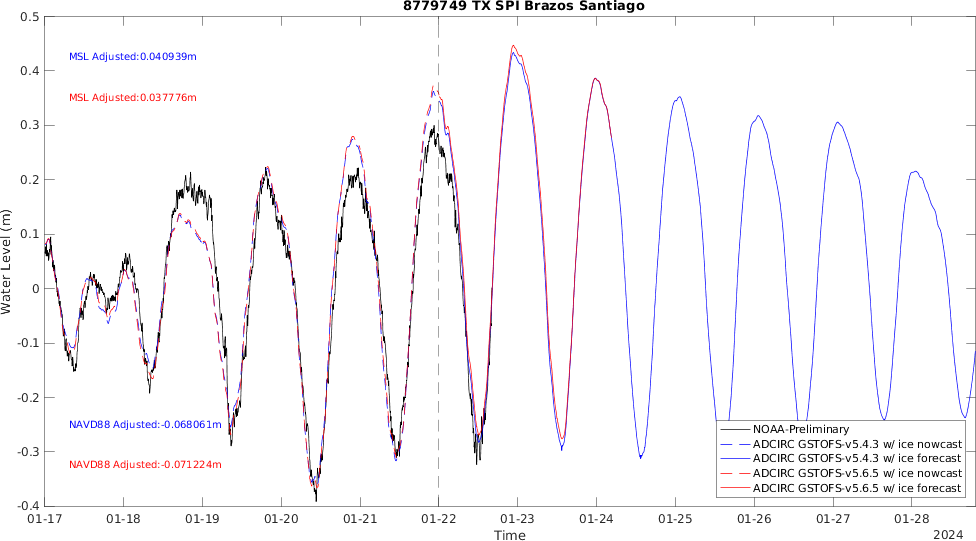 8779749 TX SPI Brazos Santiago
0.5
0.4
0.3
0.2
0.1
0
-0.1
-0.2
-0.3
-0.4
Water Level (m)
MSL Adjusted:0.040939m
MSL Adjusted:0.037776m
NAVD88 Adjusted:-0.068061m
NAVD88 Adjusted:-0.071224m
NOAA-Preliminary
ADCIRC GSTOFS-v5.4.3 w/ ice nowcast
ADCIRC GSTOFS-v5.4.3 w/ ice forecast
ADCIRC GSTOFS-v5.6.5 w/ ice nowcast
ADCIRC GSTOFS-v5.6.5 w/ ice forecast
01-17 01-18 01-19 01-20 01-21 01-22 01-23 01-24 01-25 01-26 01-27 01-28
Time
2024